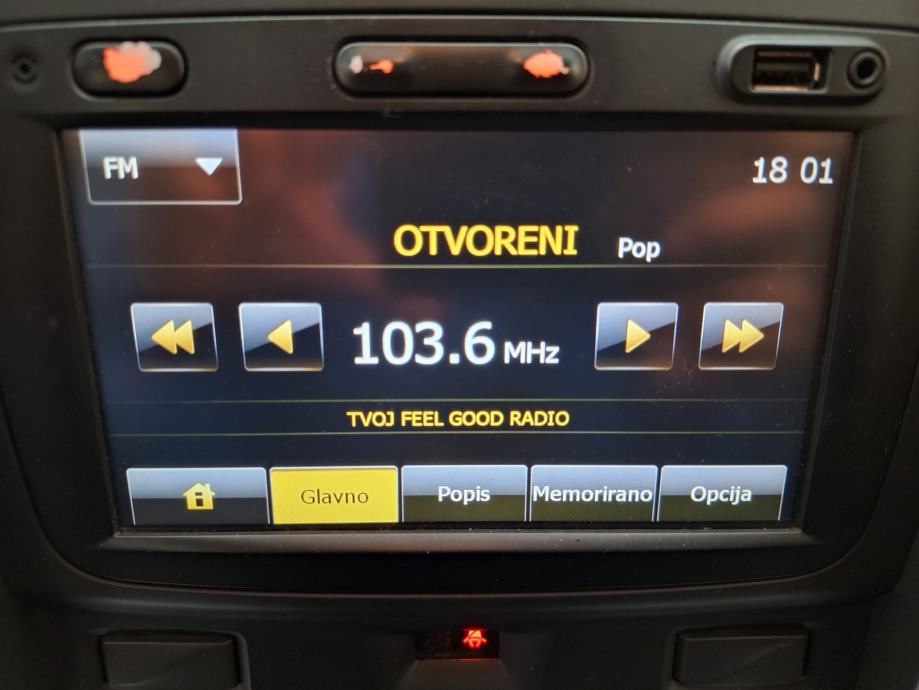 FM
18 01
OTVORENI Pop
103.6 MHz
TVOJ FEEL GOOD RADIO
Glavno Popis Memorirano Opcija